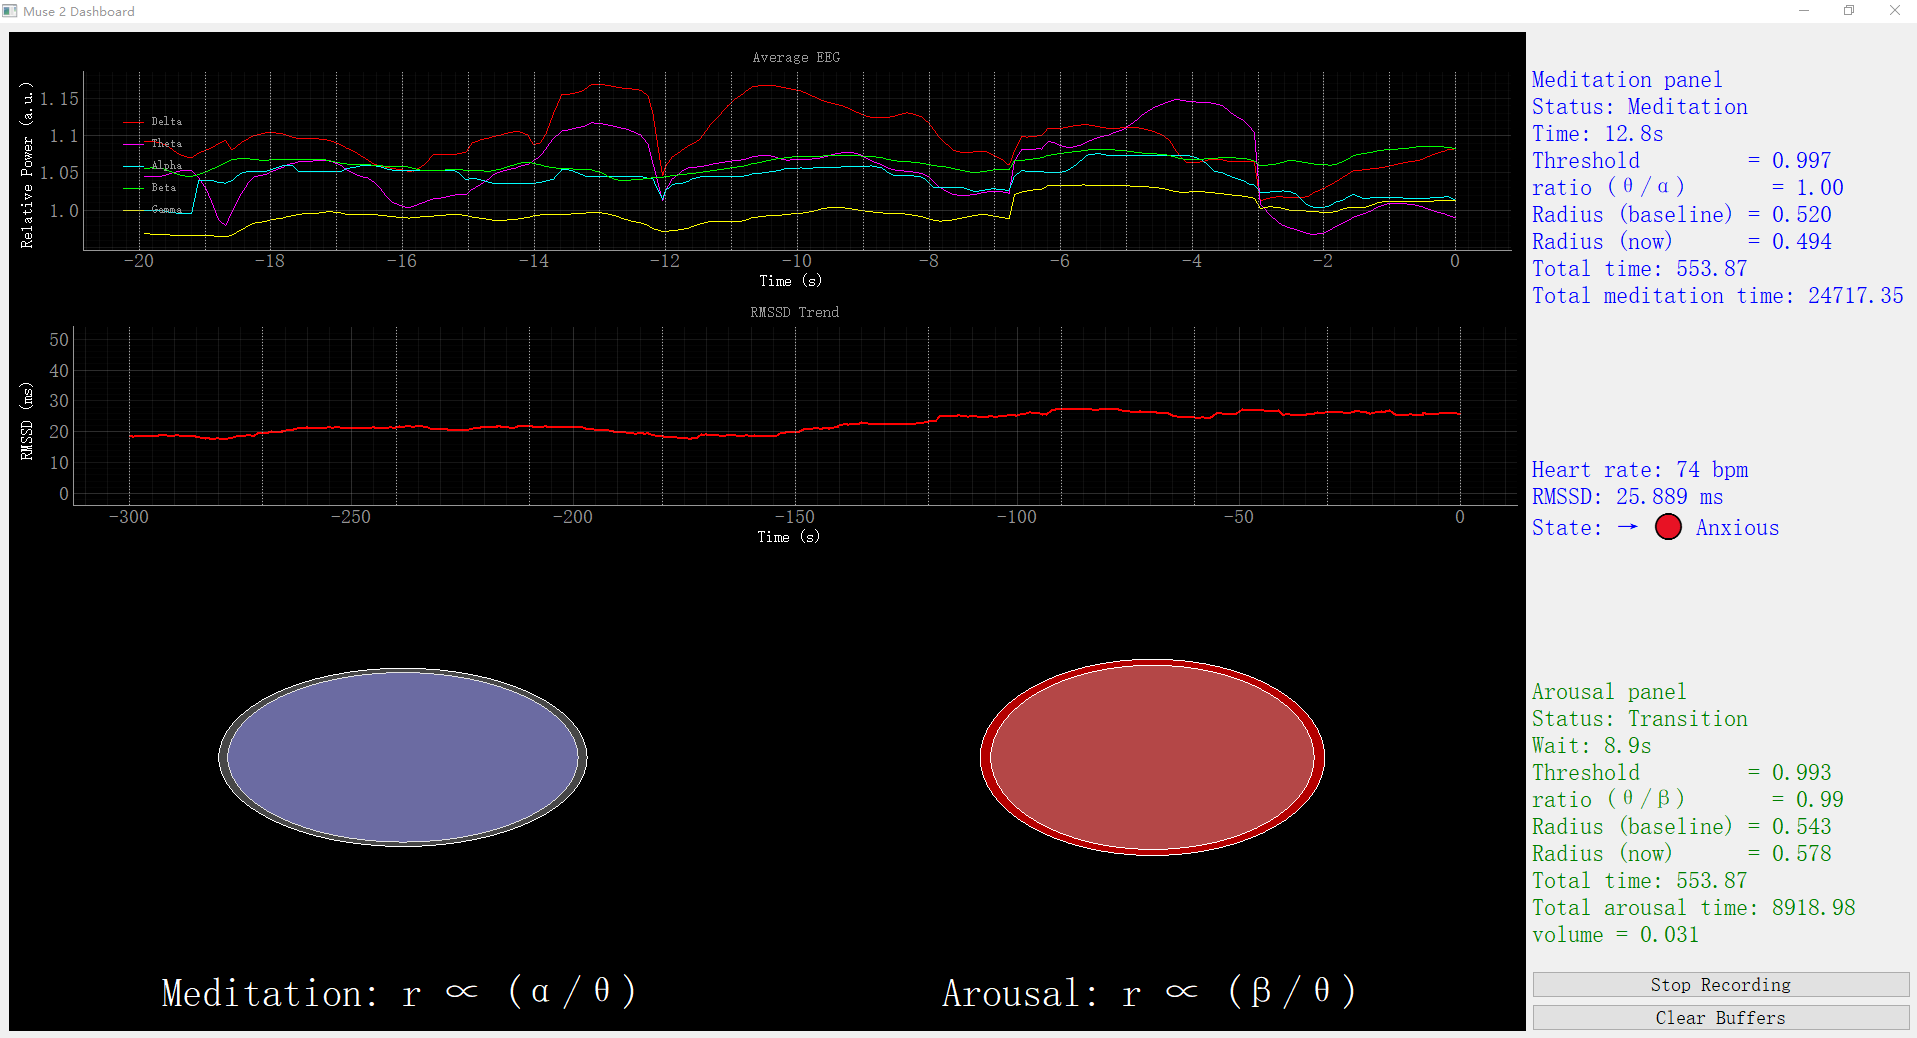 Muse 2 Dashboard
Average EEG
Relative Power (a.u.)
1.15
1.1
1.05
1.0
Delta
Theta
Alpha
Beta
Gamma
-20 -18 -16 -14 -12 -10 -8 -6 -4 -2 0
Time (s)
RMSSD Trend
RMSSD (ms)
50
40
30
20
10
0
-300 -250 -200 -150 -100 -50 0
Time (s)
Meditation: r ∝ (α/θ)
Arousal: r ∝ (β/θ)
Meditation panel
Status: Meditation
Time: 12.8s
Threshold = 0.997
ratio (θ/α) = 1.00
Radius (baseline) = 0.520
Radius (now) = 0.494
Total time: 553.87
Total meditation time: 24717.35
Heart rate: 74 bpm
RMSSD: 25.889 ms
State: → 🔴 Anxious
Arousal panel
Status: Transition
Wait: 8.9s
Threshold = 0.993
ratio (θ/β) = 0.99
Radius (baseline) = 0.543
Radius (now) = 0.578
Total time: 553.87
Total arousal time: 8918.98
volume = 0.031
Stop Recording
Clear Buffers